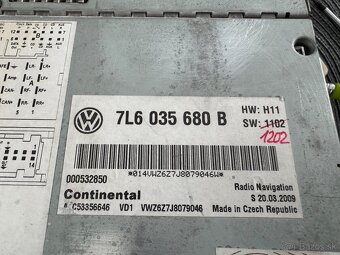 7L6 035 680 B
HW: H11
SW: 1102
1202
*014VWZ6Z7J8079046W*
000532850
Continental
Radio Navigation
S 20.03.2009
C53356646 VD1 VWZ6Z7J8079046
Made in Czech Republic